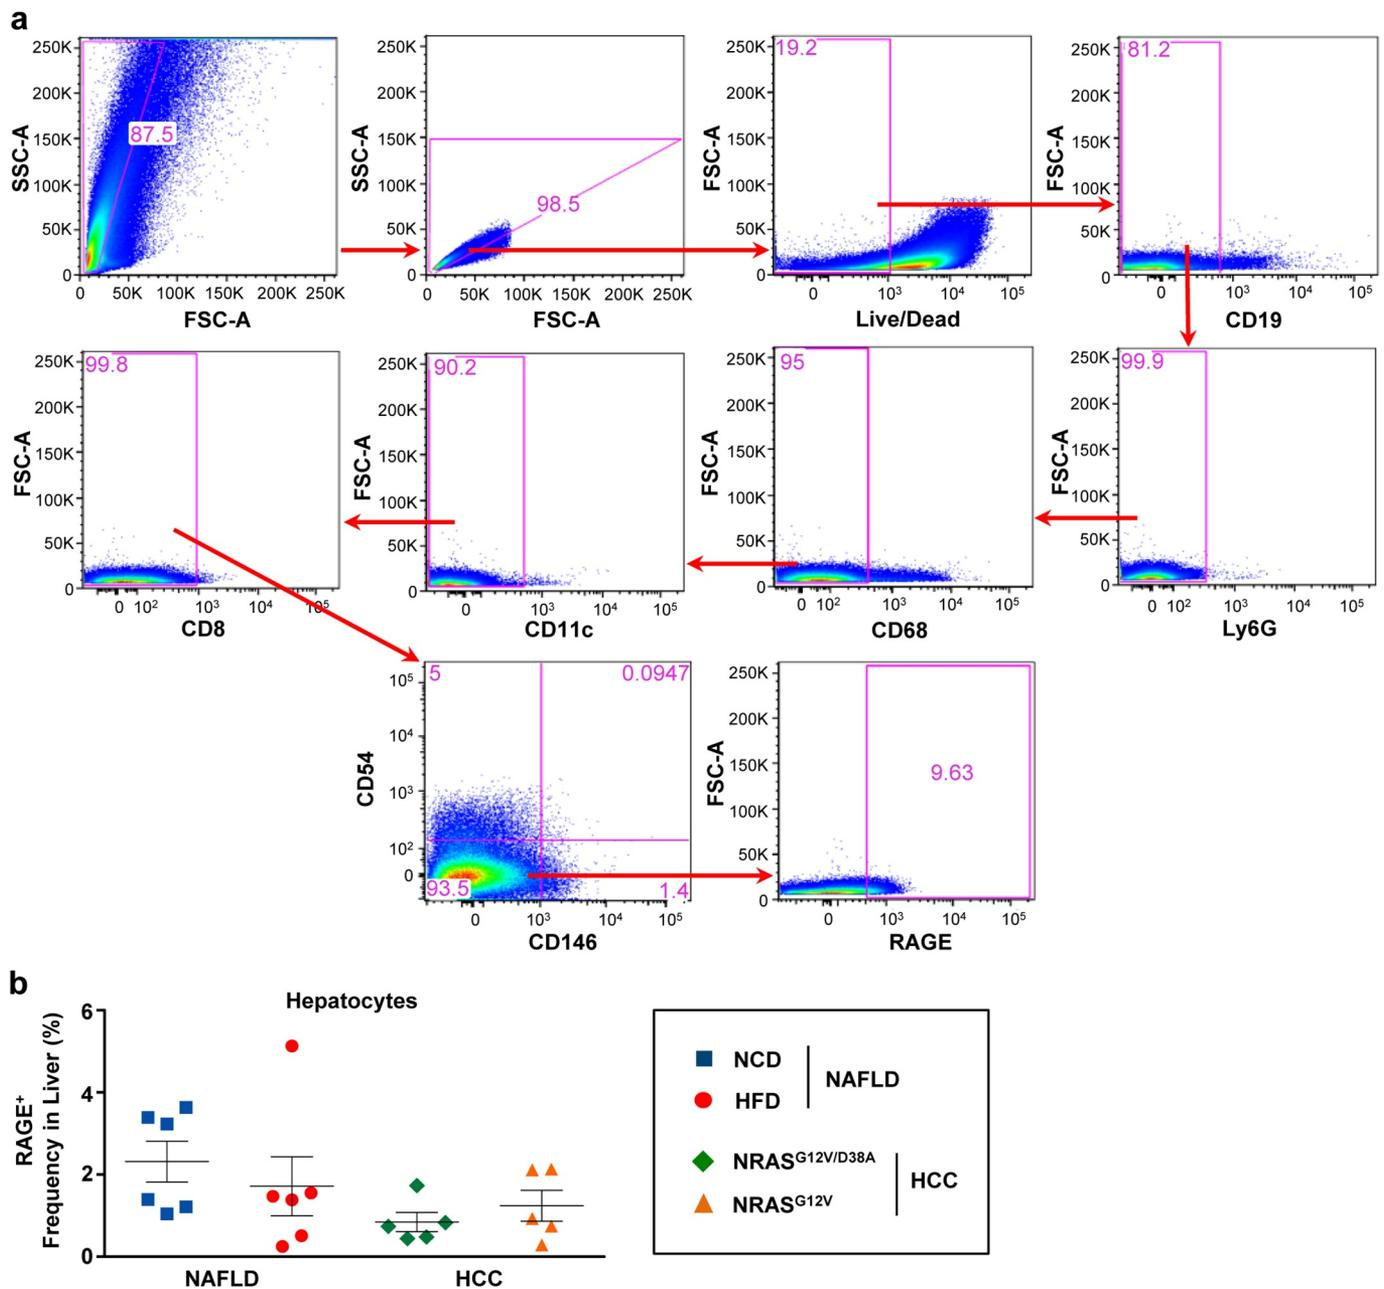 a
250K
200K
150K
100K
50K
0
SSC-A
87.5
0 50K 100K 150K 200K 250K
FSC-A
250K
200K
150K
100K
50K
0
SSC-A
98.5
0 50K 100K 150K 200K 250K
FSC-A
250K
200K
150K
100K
50K
0
FSC-A
19.2
0 10³ 10⁴ 10⁵
Live/Dead
250K
200K
150K
100K
50K
0
FSC-A
81.2
0 10³ 10⁴ 10⁵
CD19
250K
200K
150K
100K
50K
0
FSC-A
99.8
0 10² 10³ 10⁴ 10⁵
CD8
250K
200K
150K
100K
50K
0
FSC-A
90.2
0 10³ 10⁴ 10⁵
CD11c
250K
200K
150K
100K
50K
0
FSC-A
95
0 10² 10³ 10⁴ 10⁵
CD68
250K
200K
150K
100K
50K
0
FSC-A
99.9
0 10² 10³ 10⁴ 10⁵
Ly6G
10⁵
10⁴
10³
10²
0
CD54
5 0.0947
93.5 1.4
0 10³ 10⁴ 10⁵
CD146
250K
200K
150K
100K
50K
0
FSC-A
9.63
0 10³ 10⁴ 10⁵
RAGE
b
Hepatocytes
RAGE⁺
Frequency in Liver (%)
6
4
2
0
NAFLD HCC
NCD
HFD
NAFLD
NRASᴳ¹²ⱽ/ᴰ³⁸ᴬ
NRASᴳ¹²ⱽ
HCC